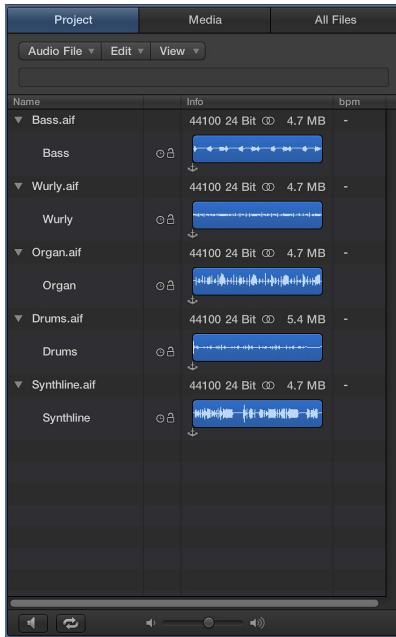 Project Media All Files
Audio File Edit View
Name Info bpm
Bass.aif 44100 24 Bit 4.7 MB -
Bass
Wurly.aif 44100 24 Bit 4.7 MB -
Wurly
Organ.aif 44100 24 Bit 4.7 MB -
Organ
Drums.aif 44100 24 Bit 5.4 MB -
Drums
Synthline.aif 44100 24 Bit 4.7 MB -
Synthline